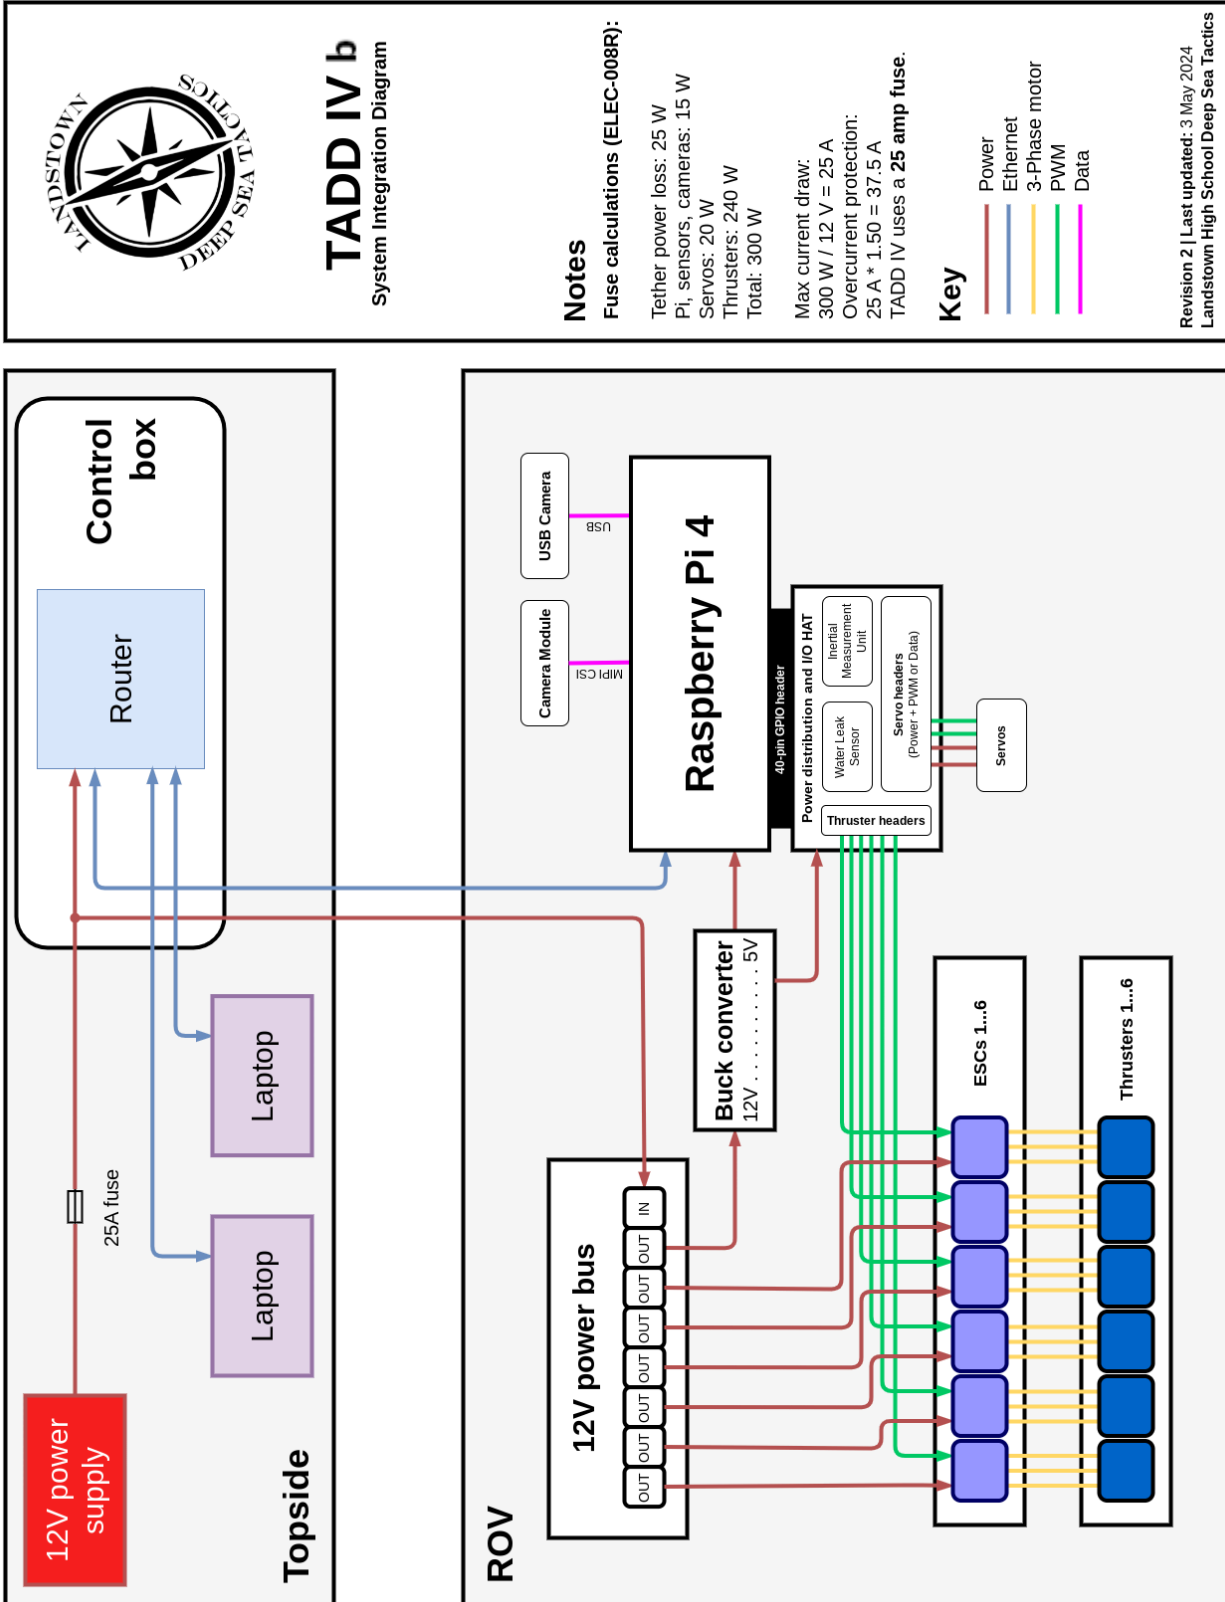 LANDSTOWN
DEEP SEA TACTICS
TADD IV b
System Integration Diagram
Notes
Fuse calculations (ELEC-008R):
Tether power loss: 25 W
Pi, sensors, cameras: 15 W
Servos: 20 W
Thrusters: 240 W
Total: 300 W
Max current draw:
300 W / 12 V = 25 A
Overcurrent protection:
25 A * 1.50 = 37.5 A
TADD IV uses a 25 amp fuse.
Key
Power
Ethernet
3-Phase motor
PWM
Data
Revision 2 | Last updated: 3 May 2024
Landstown High School Deep Sea Tactics
12V power
supply
25A fuse
Control
box
Router
Laptop
Laptop
Topside
ROV
12V power bus
OUT
OUT
OUT
OUT
OUT
OUT
OUT
IN
Buck converter
12V . . . . . . . . . . . 5V
Camera Module
USB Camera
MIPI CSI
USB
Raspberry Pi 4
40-pin GPIO header
Power distribution and I/O HAT
Thruster headers
Water Leak
Sensor
Inertial
Measurement
Unit
Servo headers
(Power + PWM or Data)
Servos
ESCs 1...6
Thrusters 1...6